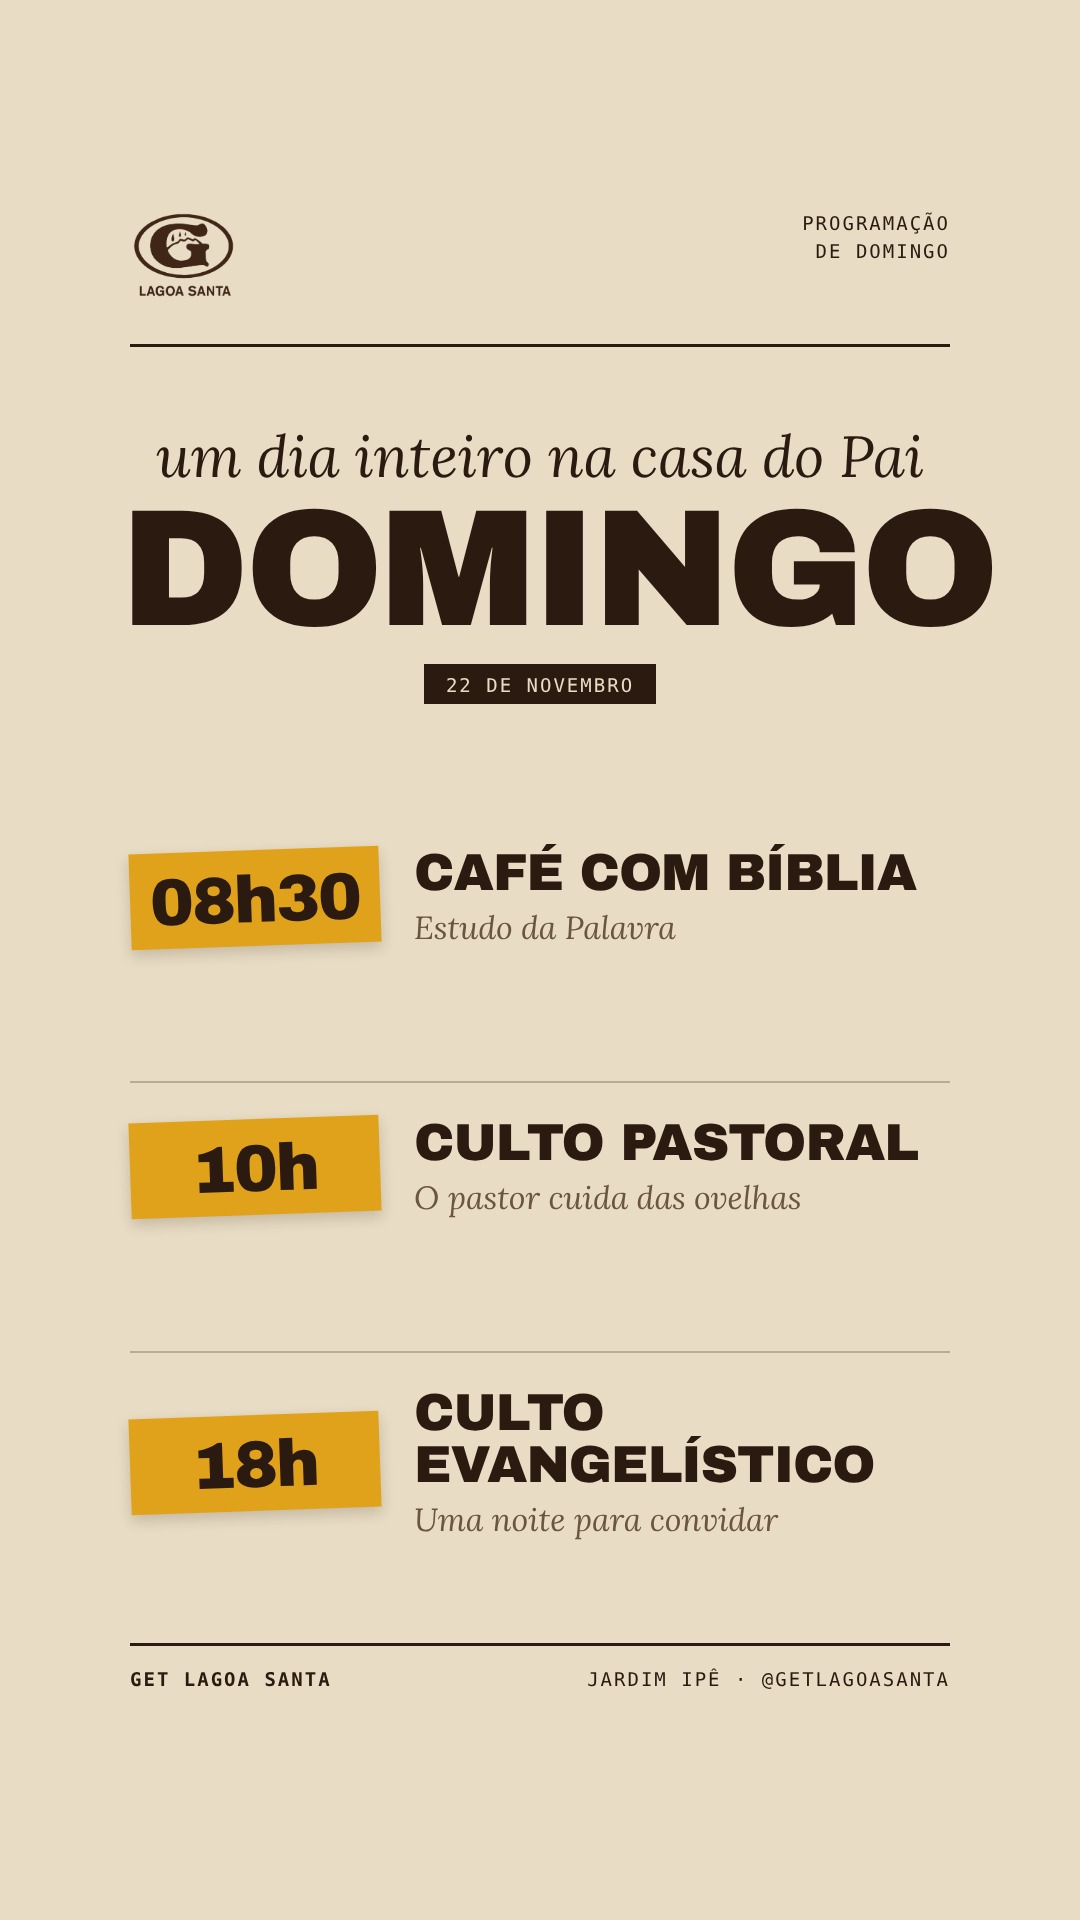 G
LAGOA SANTA
PROGRAMAÇÃO
DE DOMINGO
um dia inteiro na casa do Pai
DOMINGO
22 DE NOVEMBRO
08h30
CAFÉ COM BÍBLIA
Estudo da Palavra
10h
CULTO PASTORAL
O pastor cuida das ovelhas
18h
CULTO
EVANGELÍSTICO
Uma noite para convidar
GET LAGOA SANTA
JARDIM IPÊ · @GETLAGOASANTA